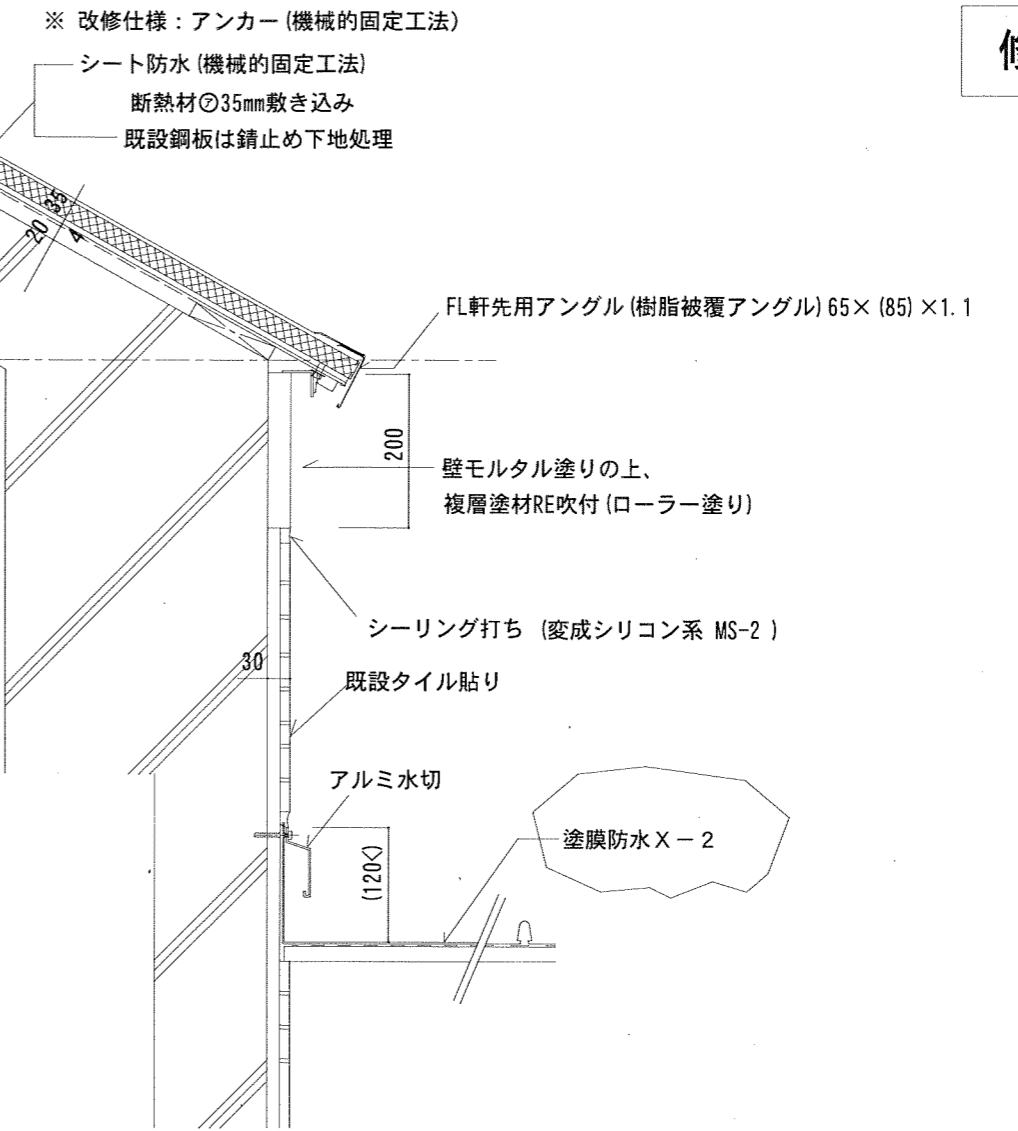 ※ 改修仕様：アンカー(機械的固定工法)
シート防水(機械的固定工法)
断熱材㋐35mm敷き込み
既設鋼板は錆止め下地処理
35
20
4
FL軒先用アングル(樹脂被覆アングル)65×(85)×1.1
200
壁モルタル塗りの上、
複層塗材RE吹付(ローラー塗り)
シーリング打ち (変成シリコン系 MS-2 )
30
既設タイル貼り
アルミ水切
塗膜防水X－2
(120<)